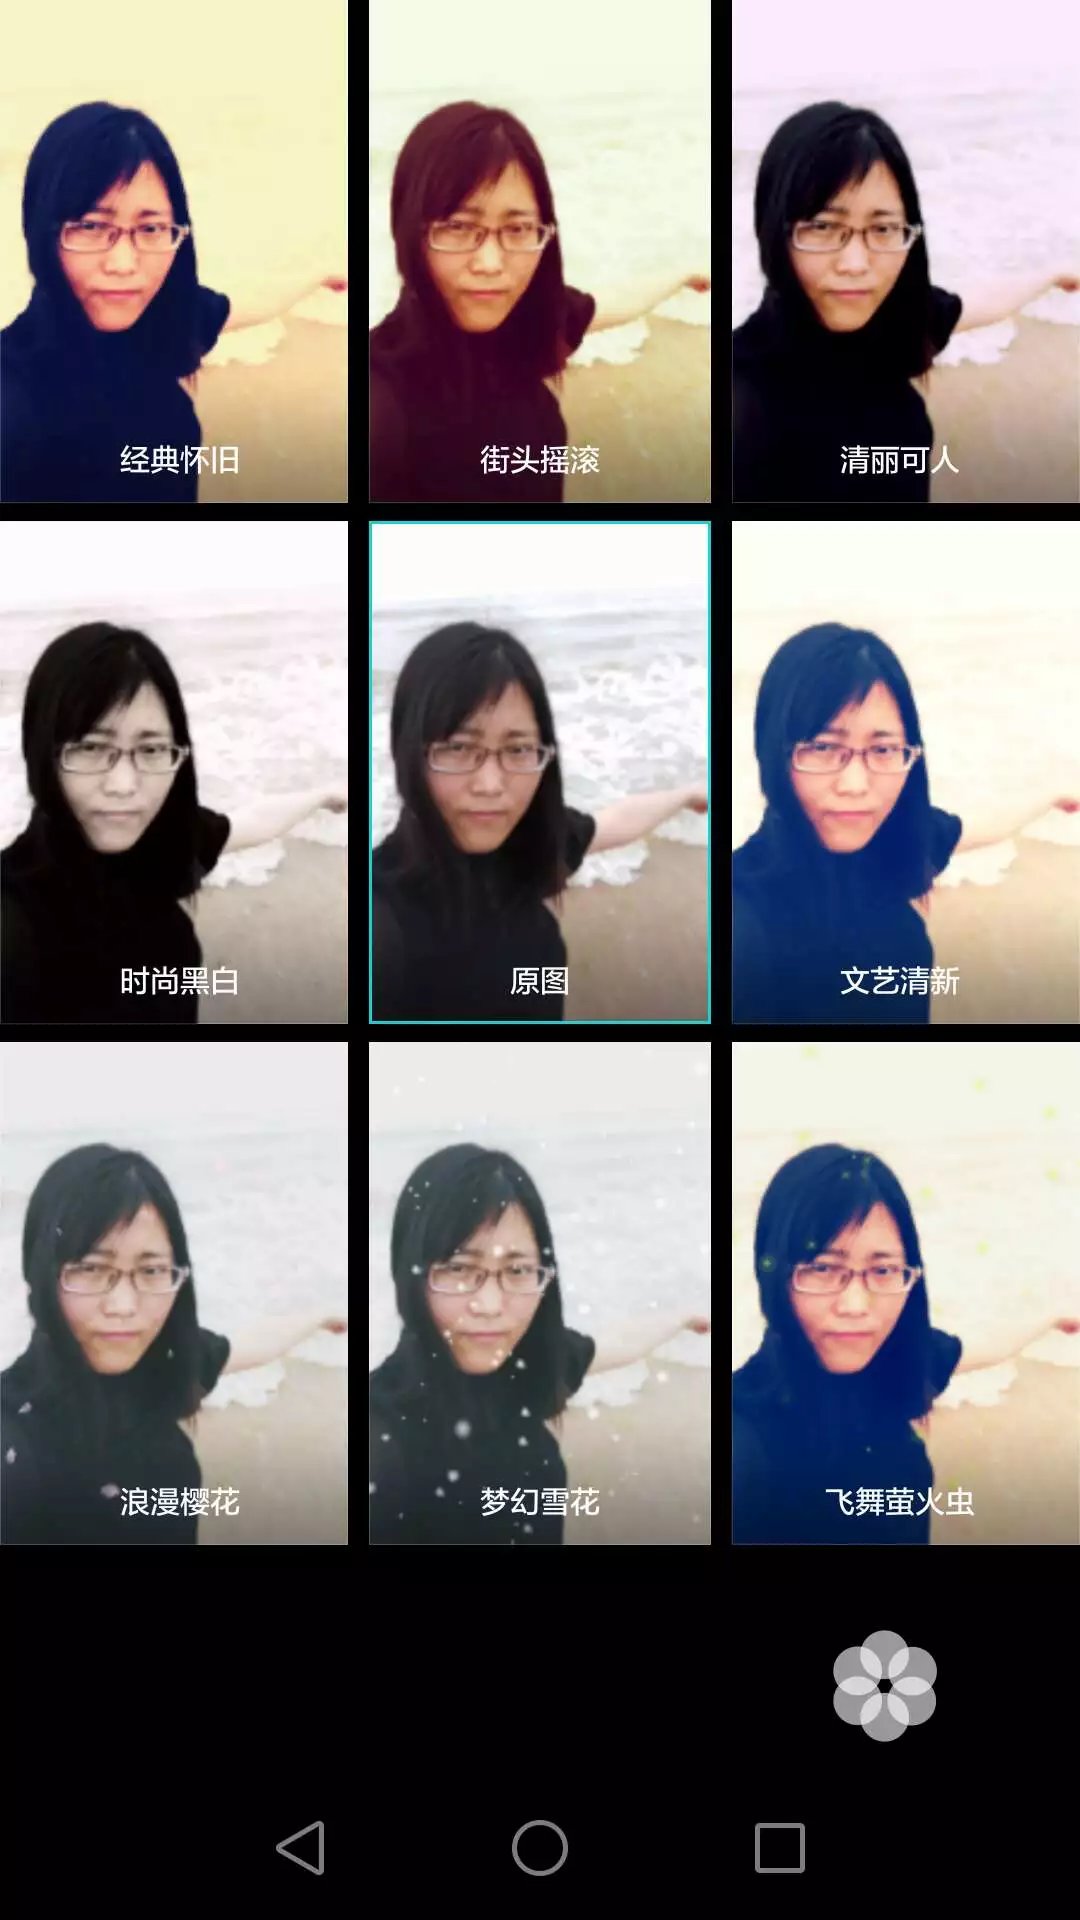 经典怀旧
街头摇滚
清丽可人
时尚黑白
原图
文艺清新
浪漫樱花
梦幻雪花
飞舞萤火虫